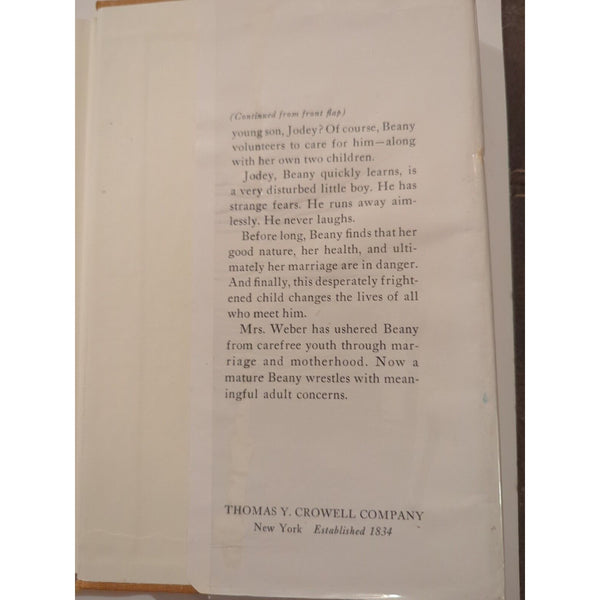 (Continued from front flap)
young son, Jodey? Of course, Beany
volunteers to care for him—along
with her own two children.
Jodey, Beany quickly learns, is
a very disturbed little boy. He has
strange fears. He runs away aim-
lessly. He never laughs.
Before long, Beany finds that her
good nature, her health, and ulti-
mately her marriage are in danger.
And finally, this desperately fright-
ened child changes the lives of all
who meet him.
Mrs. Weber has ushered Beany
from carefree youth through mar-
riage and motherhood. Now a
mature Beany wrestles with mean-
ingful adult concerns.
THOMAS Y. CROWELL COMPANY
New York Established 1834